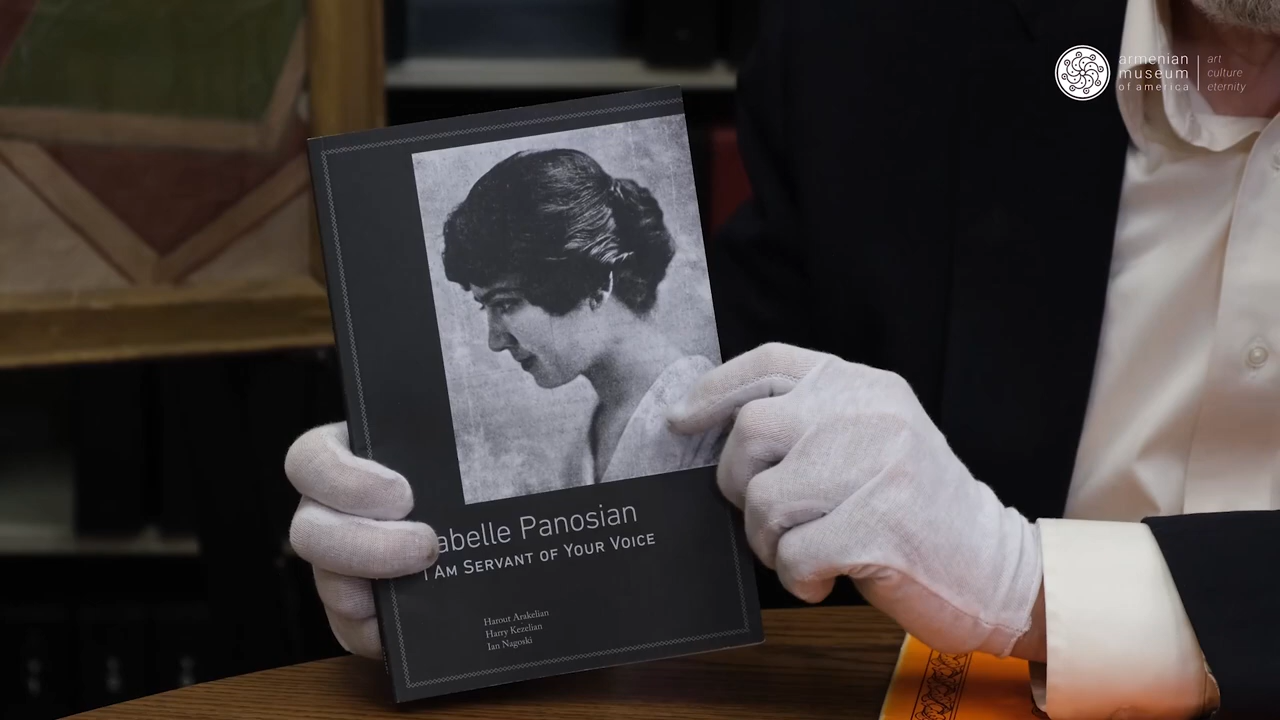 armenian
museum
of america
art
culture
eternity
abelle Panosian
I Am Servant of Your Voice
Harout Arakelian
Harry Kezelian
Ian Nagoski